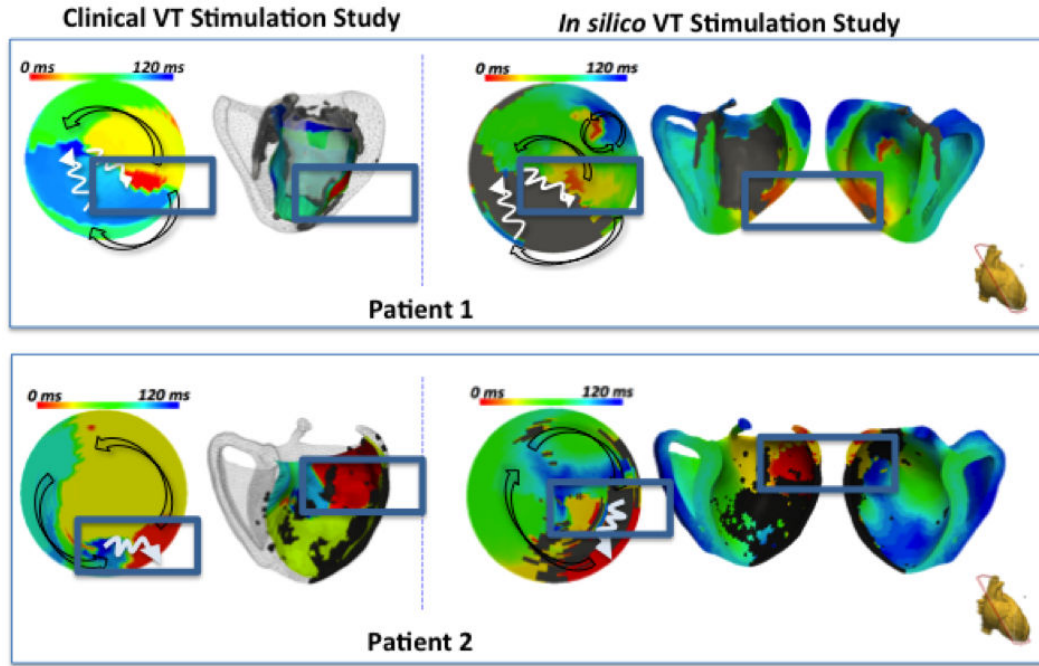 Clinical VT Stimulation Study
In silico VT Stimulation Study
0 ms 120 ms
0 ms 120 ms
Patient 1
0 ms 120 ms
0 ms 120 ms
Patient 2